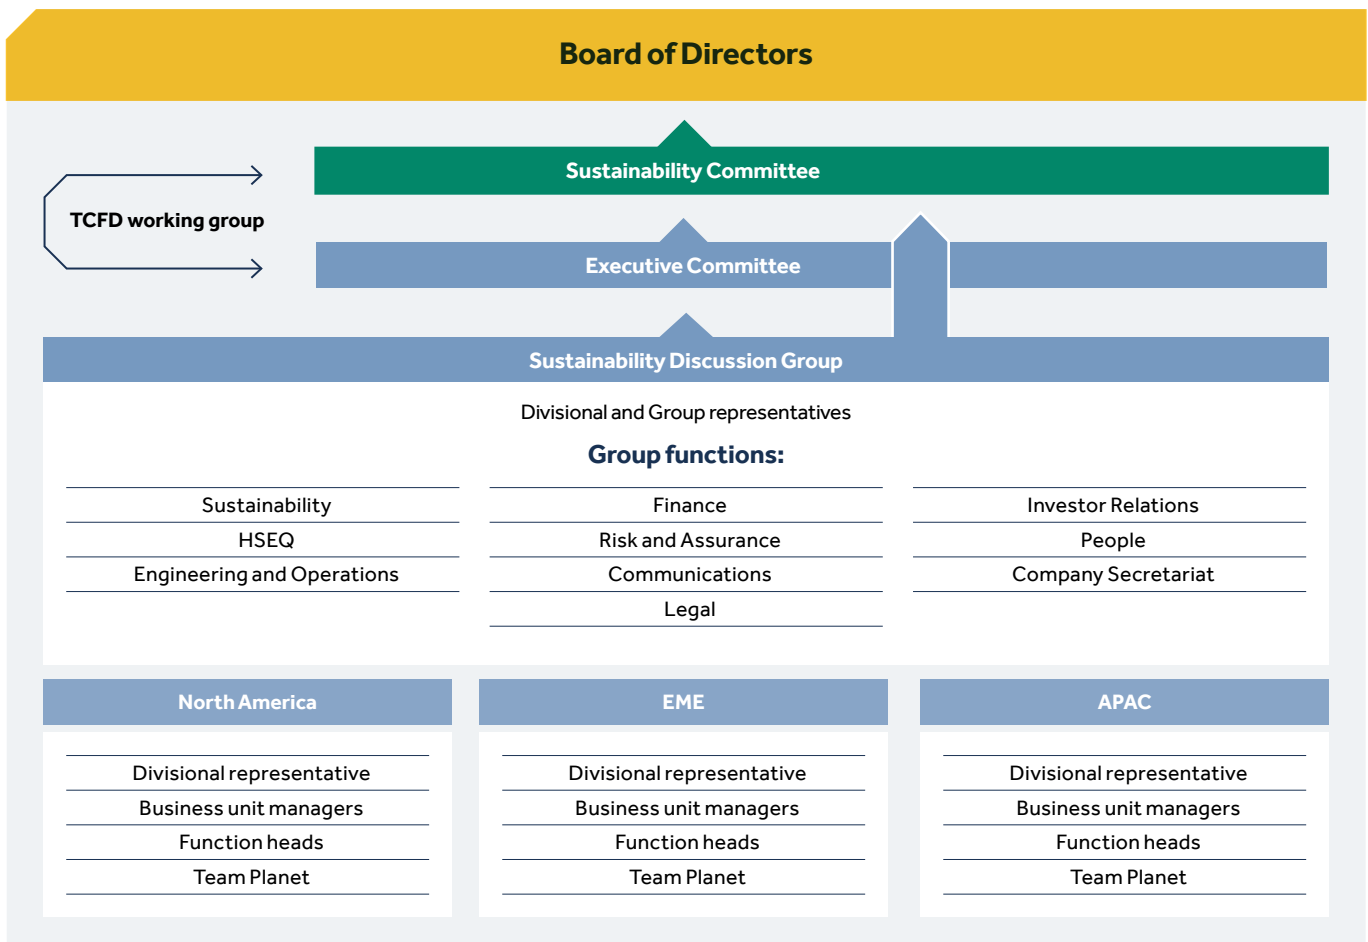 Board of Directors
Sustainability Committee
TCFD working group
Executive Committee
Sustainability Discussion Group
Divisional and Group representatives
Group functions:
Sustainability
HSEQ
Engineering and Operations
Finance
Risk and Assurance
Communications
Legal
Investor Relations
People
Company Secretariat
North America
Divisional representative
Business unit managers
Function heads
Team Planet
EME
Divisional representative
Business unit managers
Function heads
Team Planet
APAC
Divisional representative
Business unit managers
Function heads
Team Planet